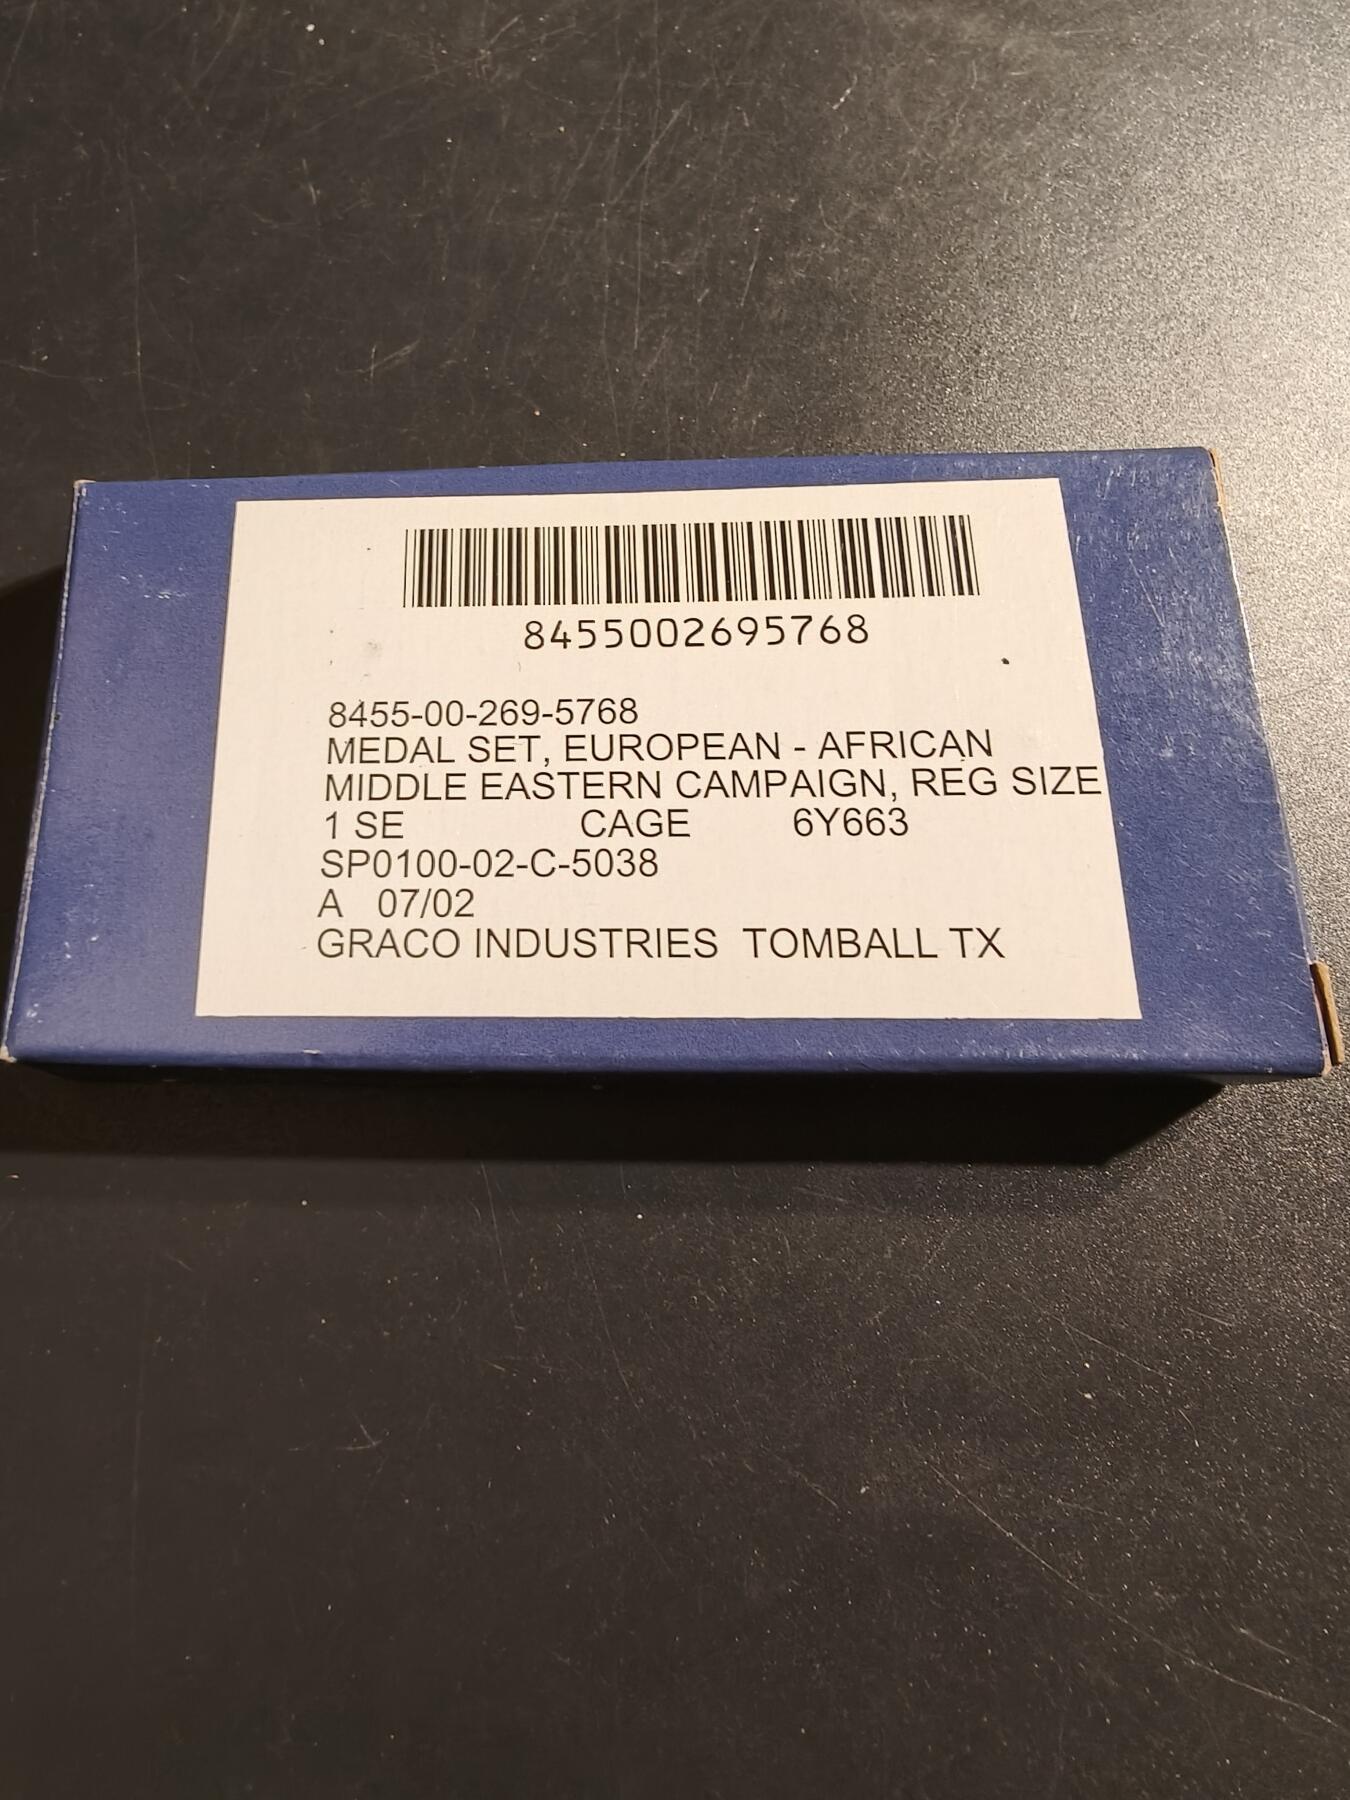 8455002695768
8455-00-269-5768
MEDAL SET, EUROPEAN - AFRICAN
MIDDLE EASTERN CAMPAIGN, REG SIZE
1 SE CAGE 6Y663
SP0100-02-C-5038
A 07/02
GRACO INDUSTRIES TOMBALL TX